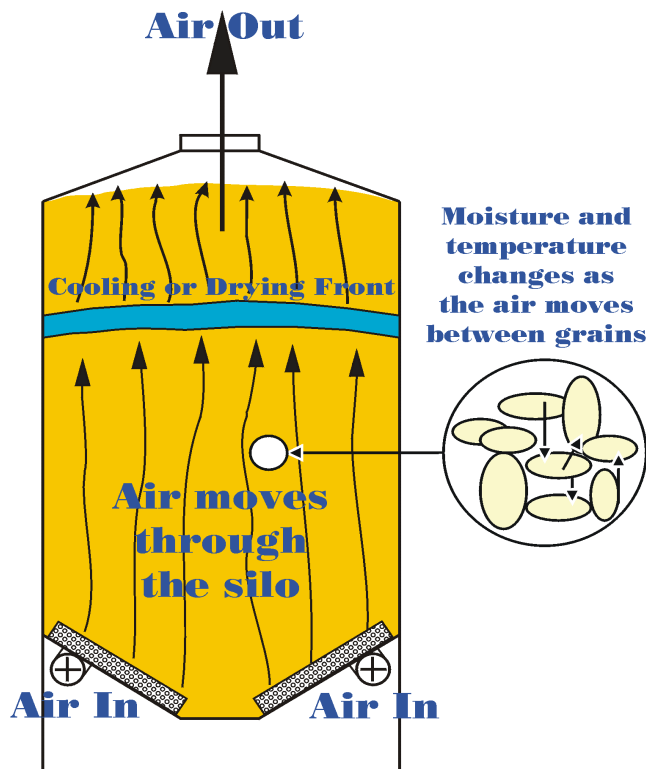 Air Out
Moisture and
temperature
changes as
the air moves
between grains
Cooling or Drying Front
Air moves
through
the silo
Air In
Air In